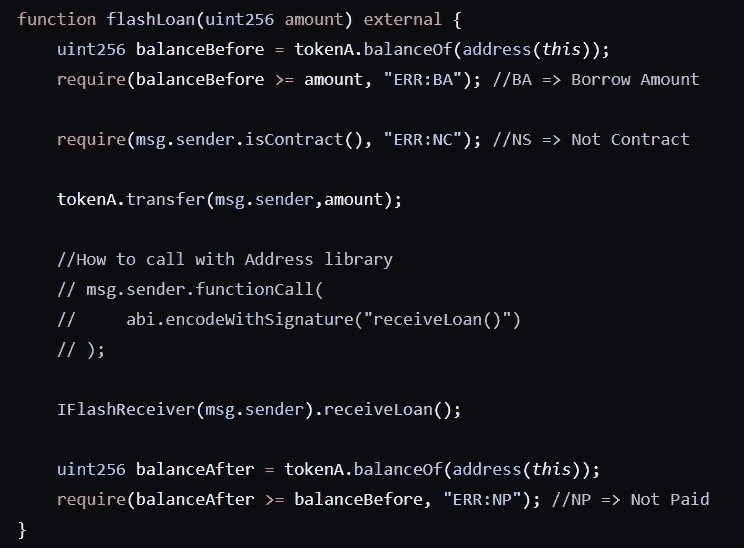 function flashLoan(uint256 amount) external {
uint256 balanceBefore = tokenA.balanceOf(address(this));
require(balanceBefore >= amount, "ERR:BA"); //BA => Borrow Amount
require(msg.sender.isContract(), "ERR:NC"); //NS => Not Contract
tokenA.transfer(msg.sender,amount);
//How to call with Address library
// msg.sender.functionCall(
//     abi.encodeWithSignature("receiveLoan()")
// );
IFlashReceiver(msg.sender).receiveLoan();
uint256 balanceAfter = tokenA.balanceOf(address(this));
require(balanceAfter >= balanceBefore, "ERR:NP"); //NP => Not Paid
}